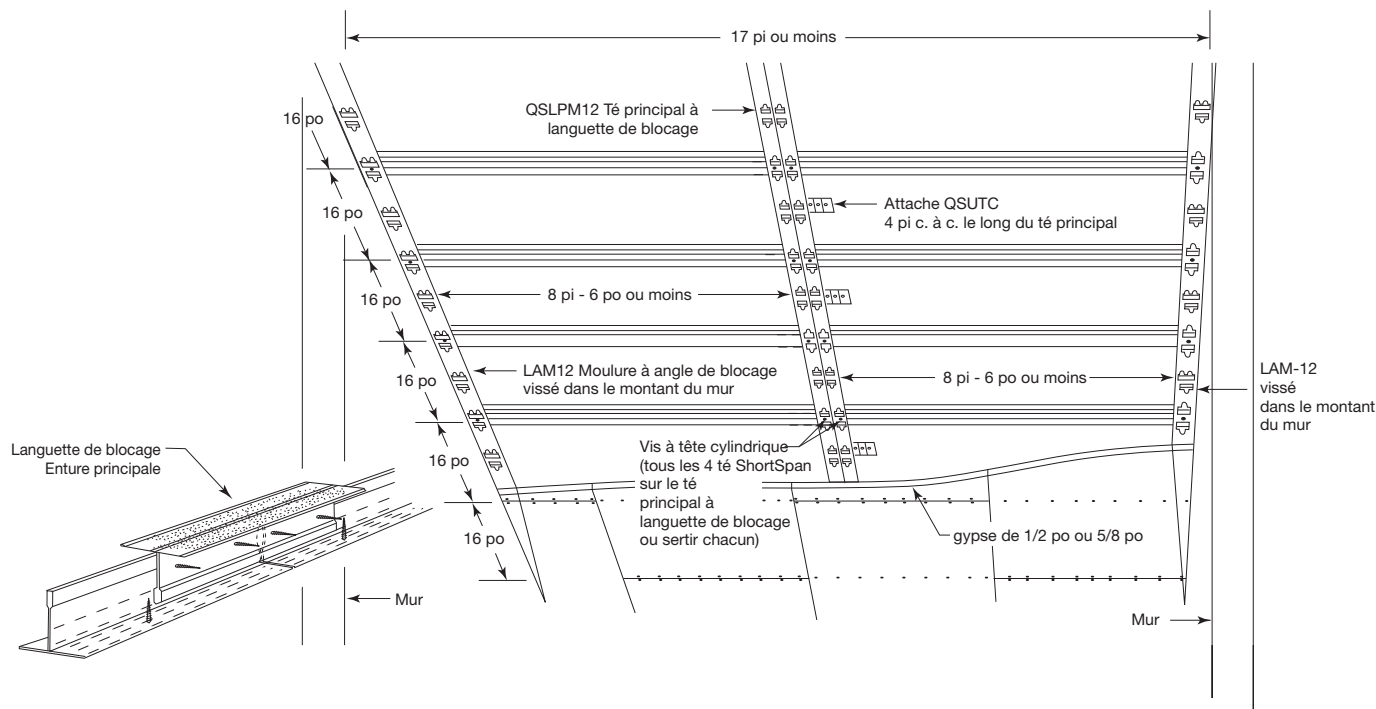 17 pi ou moins
QSLPM12 Té principal à
languette de blocage
16 po
Attache QSUTC
4 pi c. à c. le long du té principal
16 po
8 pi - 6 po ou moins
16 po
LAM12 Moulure à angle de blocage
vissé dans le montant du mur
8 pi - 6 po ou moins
LAM-12
vissé
dans le montant
du mur
16 po
Languette de blocage
Enture principale
Vis à tête cylindrique
(tous les 4 té ShortSpan
sur le té
principal à
languette de blocage
ou sertir chacun)
16 po
gypse de 1/2 po ou 5/8 po
16 po
Mur
Mur